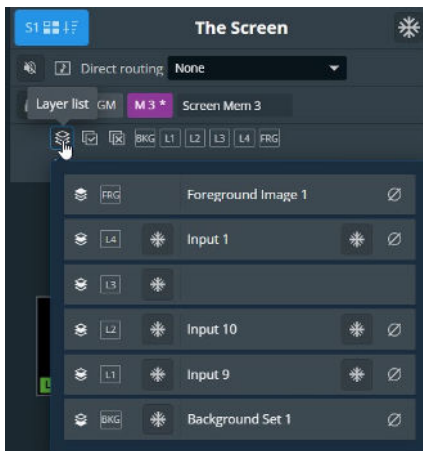 S1 The Screen
Direct routing None
Layer list GM M 3 * Screen Mem 3
BKG L1 L2 L3 L4 FRG
FRG Foreground Image 1
L4 Input 1
L3
L2 Input 10
L1 Input 9
BKG Background Set 1
L